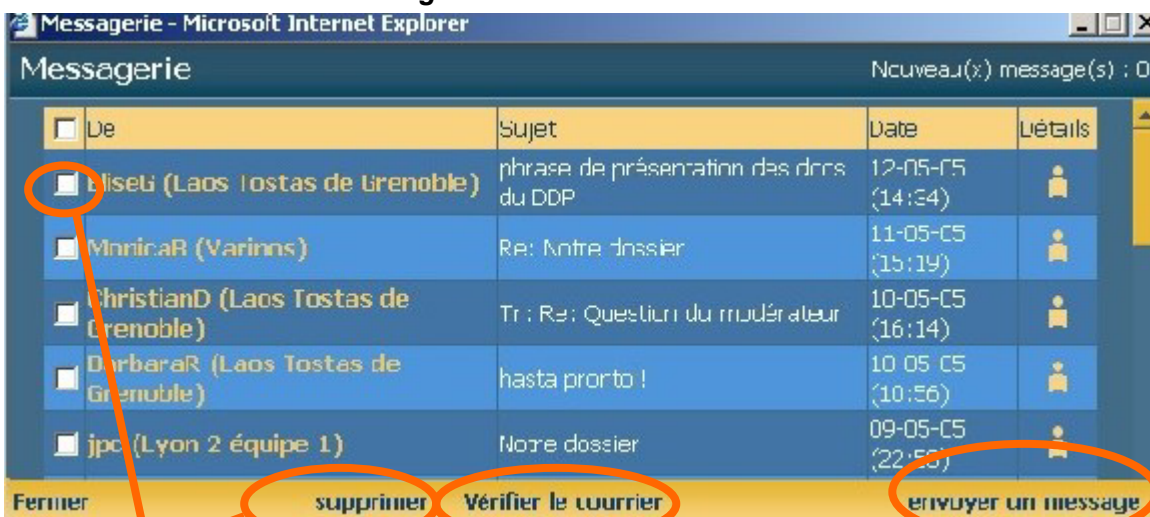 Messagerie - Microsoft Internet Explorer
Messagerie Nouveau(x) message(s) : 0
De Sujet Date Détails
EliseG (Laos Tostas de Grenoble) phrase de présentation des docs 12-05-05
du DDP
MonicaR (Varinos) Re: Notre dossier 11-05-05
(15:19)
ChristianD (Laos Tostas de Tr : Re: Question du modérateur 10-05-05
Grenoble) (16:14)
BarbaraR (Laos Tostas de hasta pronto ! 10-05-05
Grenoble) (10:56)
jpc (Lyon 2 équipe 1) Notre dossier 09-05-05
Fermer supprimer Vérifier le courrier envoyer un message